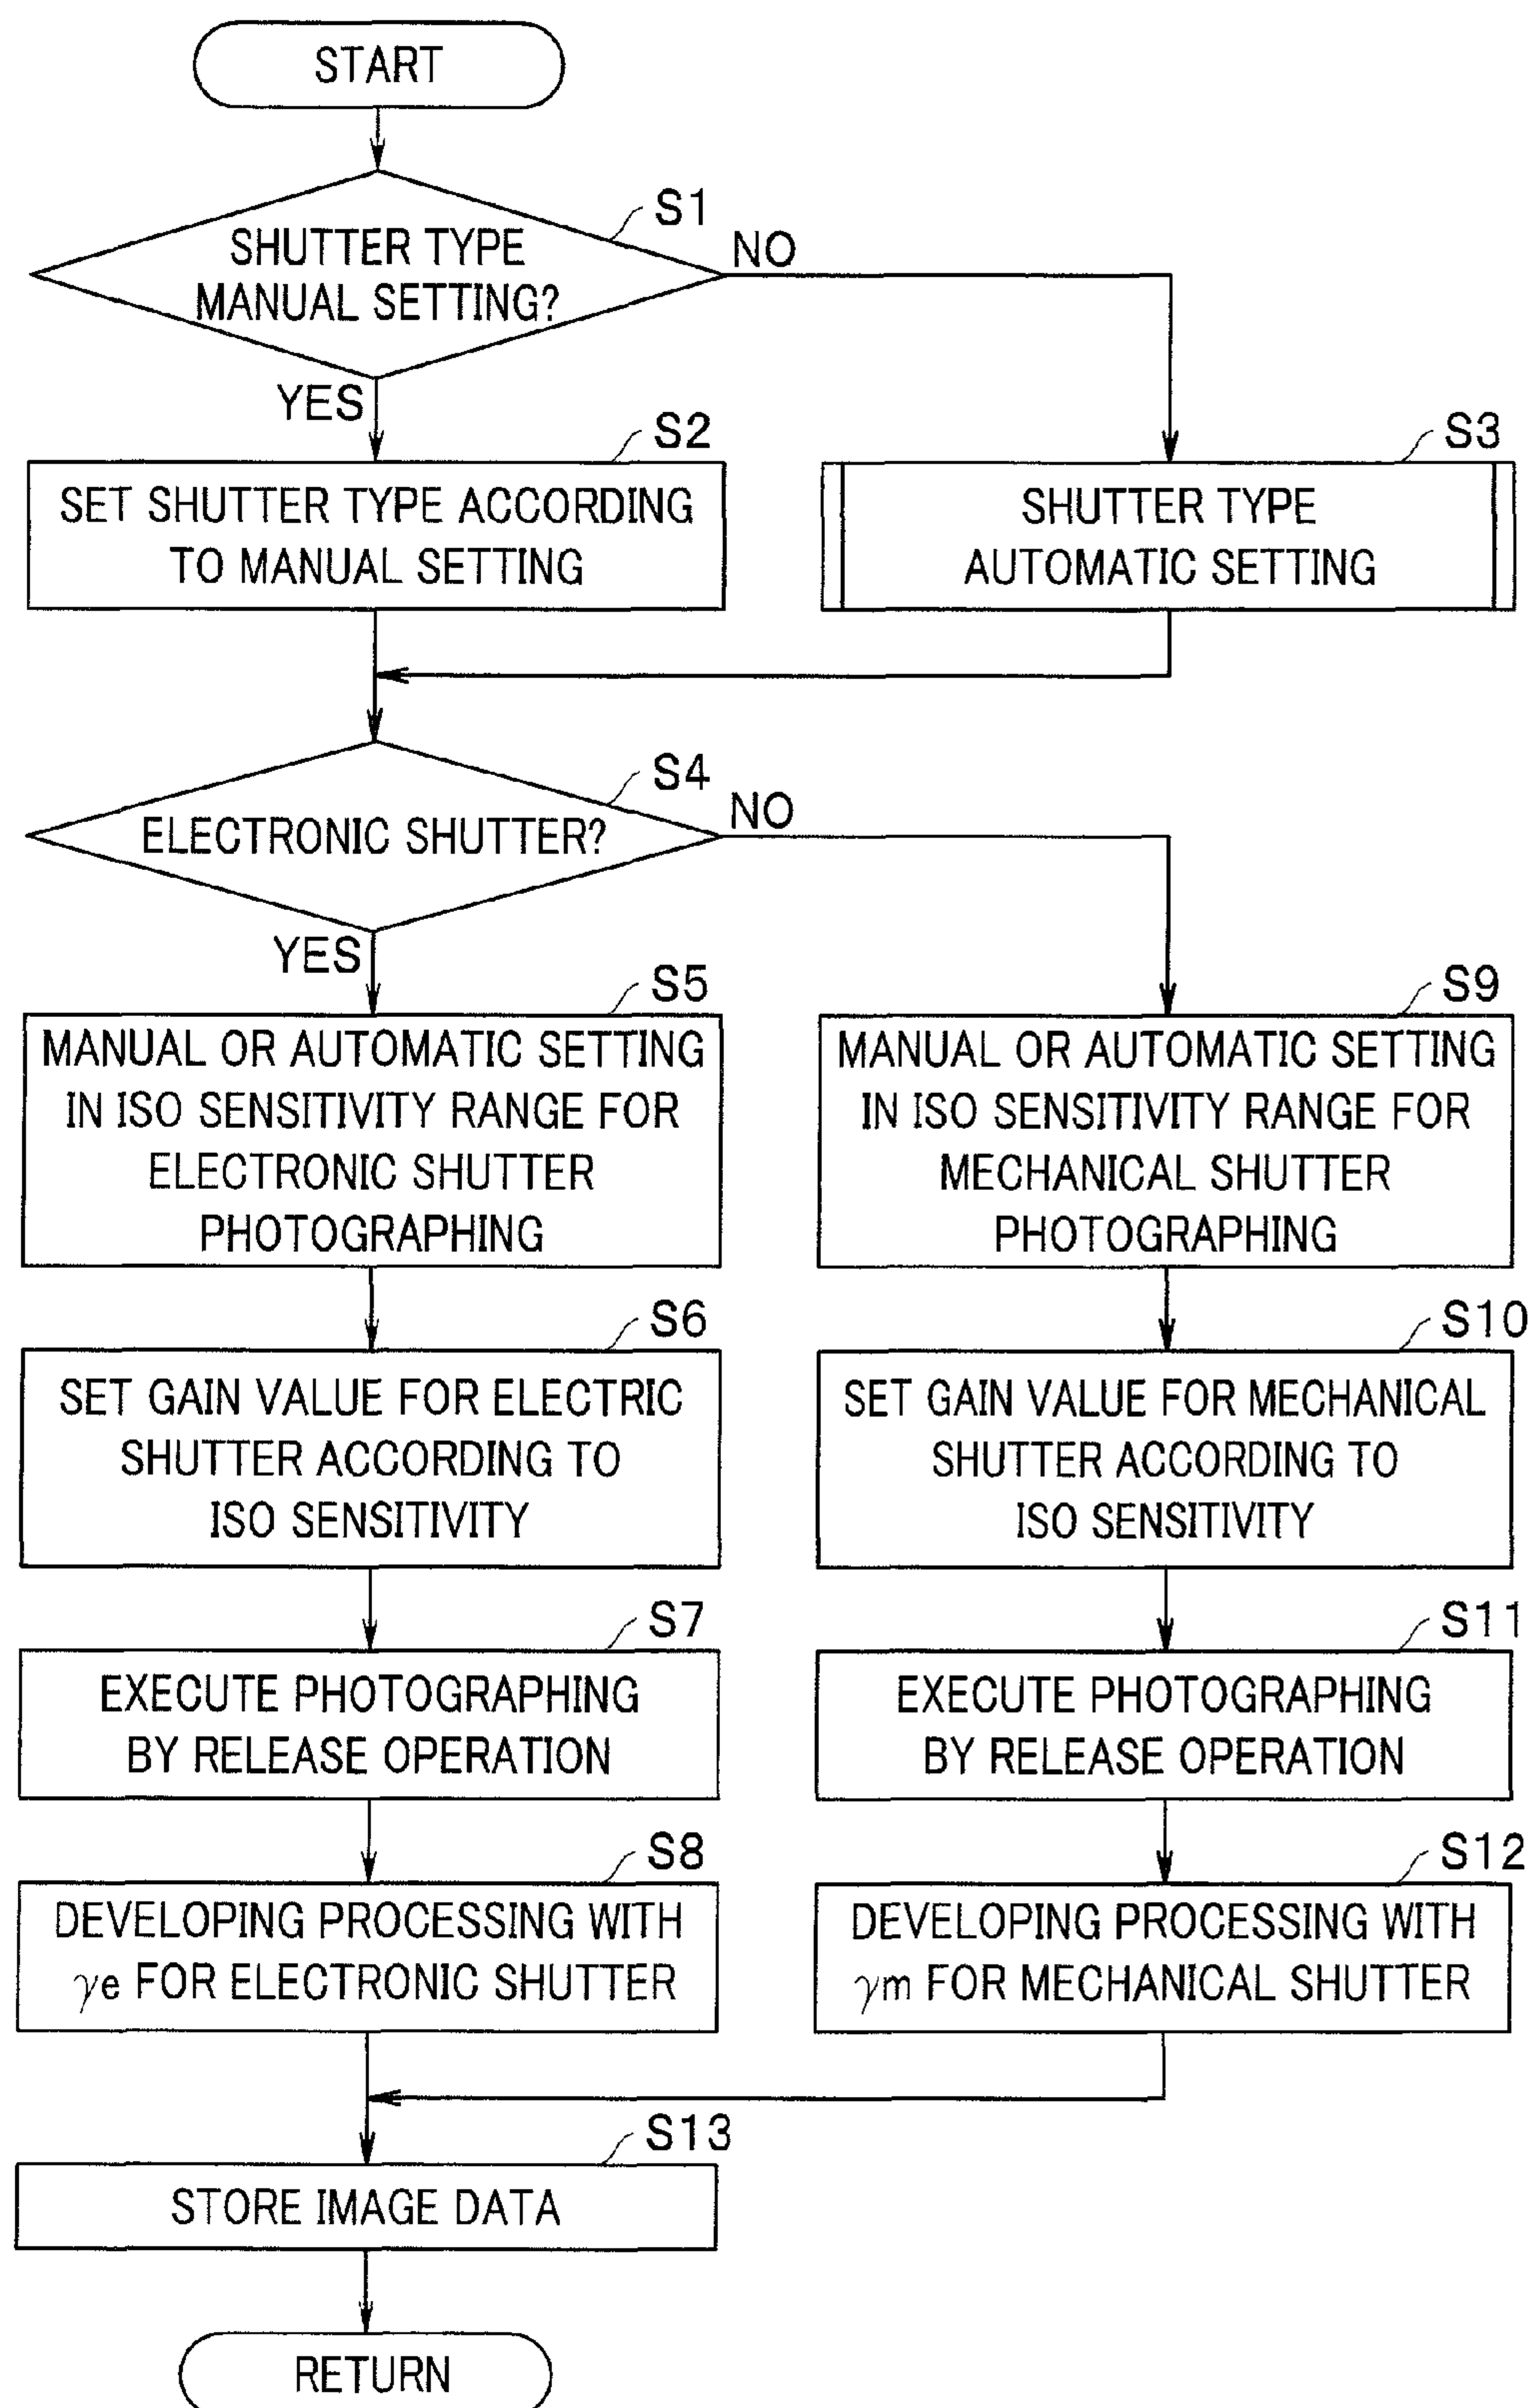 START
S1
SHUTTER TYPE
MANUAL SETTING?
NO
YES
S2
SET SHUTTER TYPE ACCORDING
TO MANUAL SETTING
S3
SHUTTER TYPE
AUTOMATIC SETTING
S4
ELECTRONIC SHUTTER?
NO
YES
S5
MANUAL OR AUTOMATIC SETTING
IN ISO SENSITIVITY RANGE FOR
ELECTRONIC SHUTTER
PHOTOGRAPHING
S9
MANUAL OR AUTOMATIC SETTING
IN ISO SENSITIVITY RANGE FOR
MECHANICAL SHUTTER
PHOTOGRAPHING
S6
SET GAIN VALUE FOR ELECTRIC
SHUTTER ACCORDING TO
ISO SENSITIVITY
S10
SET GAIN VALUE FOR MECHANICAL
SHUTTER ACCORDING TO
ISO SENSITIVITY
S7
EXECUTE PHOTOGRAPHING
BY RELEASE OPERATION
S11
EXECUTE PHOTOGRAPHING
BY RELEASE OPERATION
S8
DEVELOPING PROCESSING WITH
γe FOR ELECTRONIC SHUTTER
S12
DEVELOPING PROCESSING WITH
γm FOR MECHANICAL SHUTTER
S13
STORE IMAGE DATA
RETURN